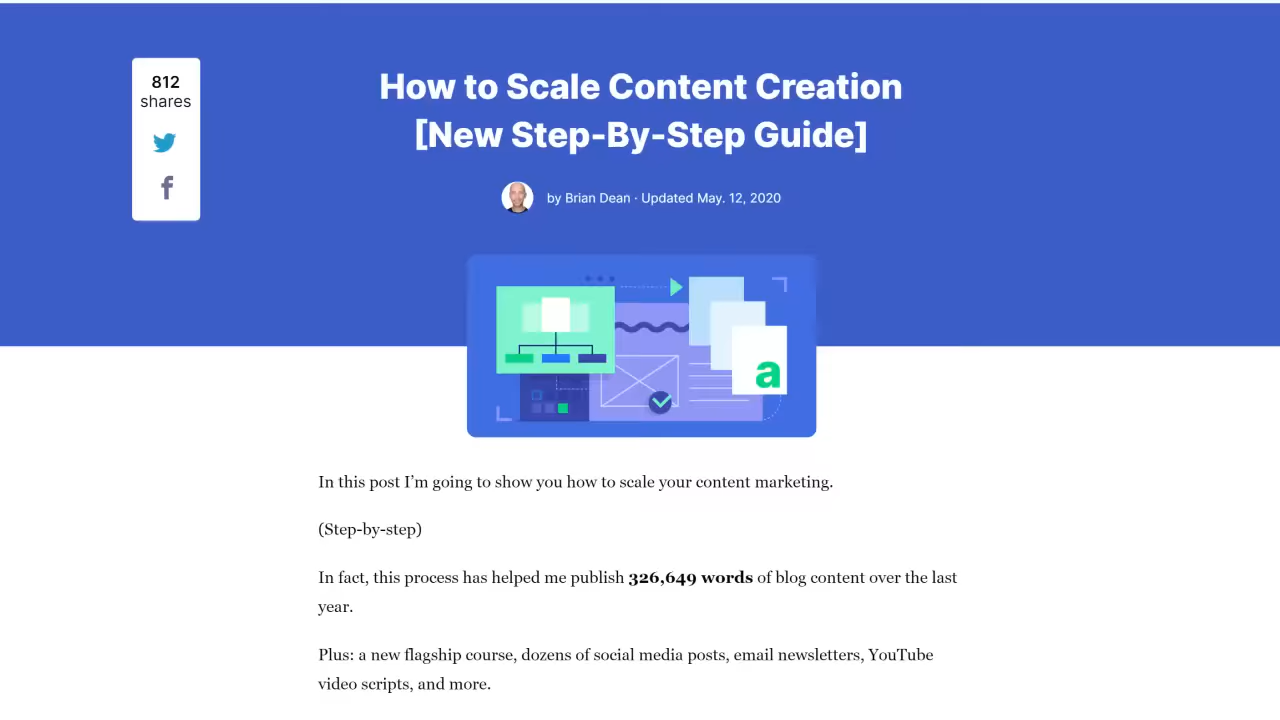 812
shares
How to Scale Content Creation
[New Step-By-Step Guide]
by Brian Dean · Updated May. 12, 2020
a
In this post I’m going to show you how to scale your content marketing.
(Step-by-step)
In fact, this process has helped me publish 326,649 words of blog content over the last
year.
Plus: a new flagship course, dozens of social media posts, email newsletters, YouTube
video scripts, and more.